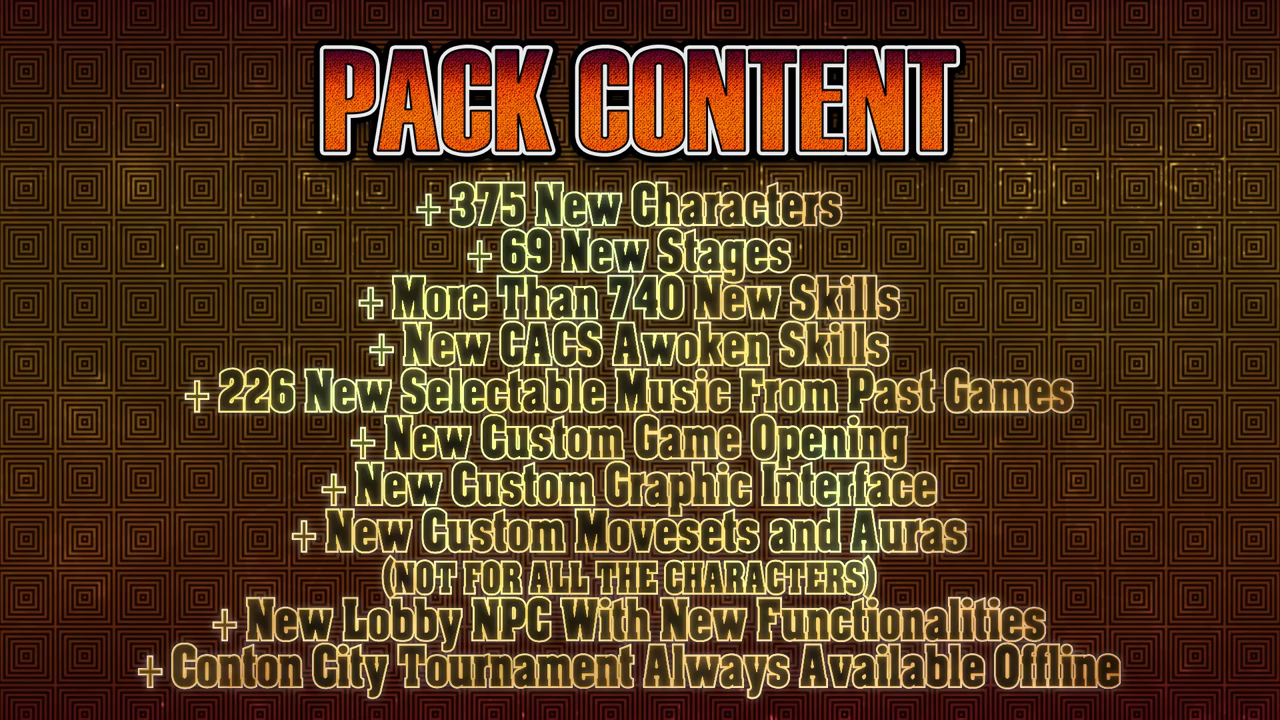 PACK CONTENT
+ 375 New Characters
+ 69 New Stages
+ More Than 740 New Skills
+ New CACS Awoken Skills
+ 226 New Selectable Music From Past Games
+ New Custom Game Opening
+ New Custom Graphic Interface
+ New Custom Movesets and Auras
(NOT FOR ALL THE CHARACTERS)
+ New Lobby NPC With New Functionalities
+ Conton City Tournament Always Available Offline